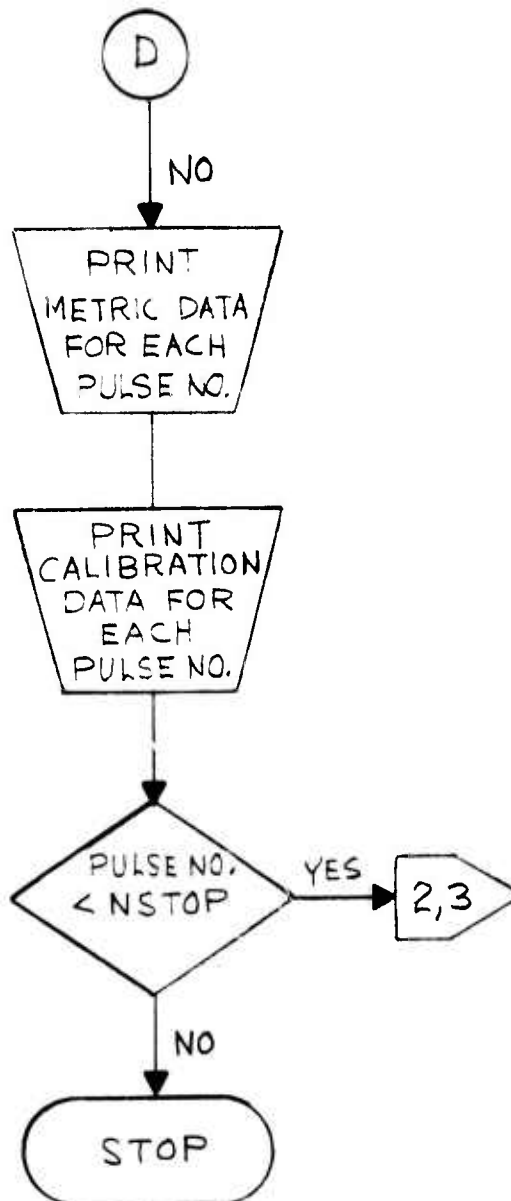 D
NO
PRINT
METRIC DATA
FOR EACH
PULSE NO.
PRINT
CALIBRATION
DATA FOR
EACH
PULSE NO.
PULSE NO.
< NSTOP
YES
2,3
NO
STOP